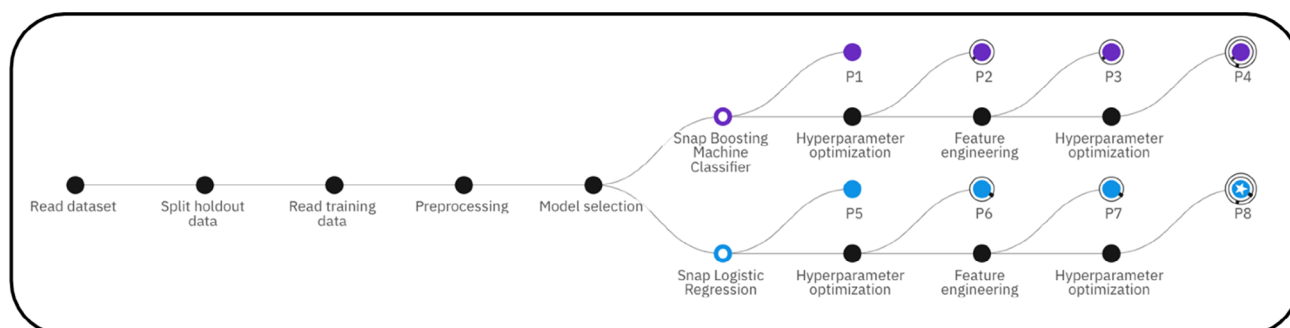 P1
P2
P3
P4
Snap Boosting
Machine
Classifier
Hyperparameter
optimization
Feature
engineering
Hyperparameter
optimization
Read dataset
Split holdout
data
Read training
data
Preprocessing
Model selection
P5
P6
P7
P8
Snap Logistic
Regression
Hyperparameter
optimization
Feature
engineering
Hyperparameter
optimization